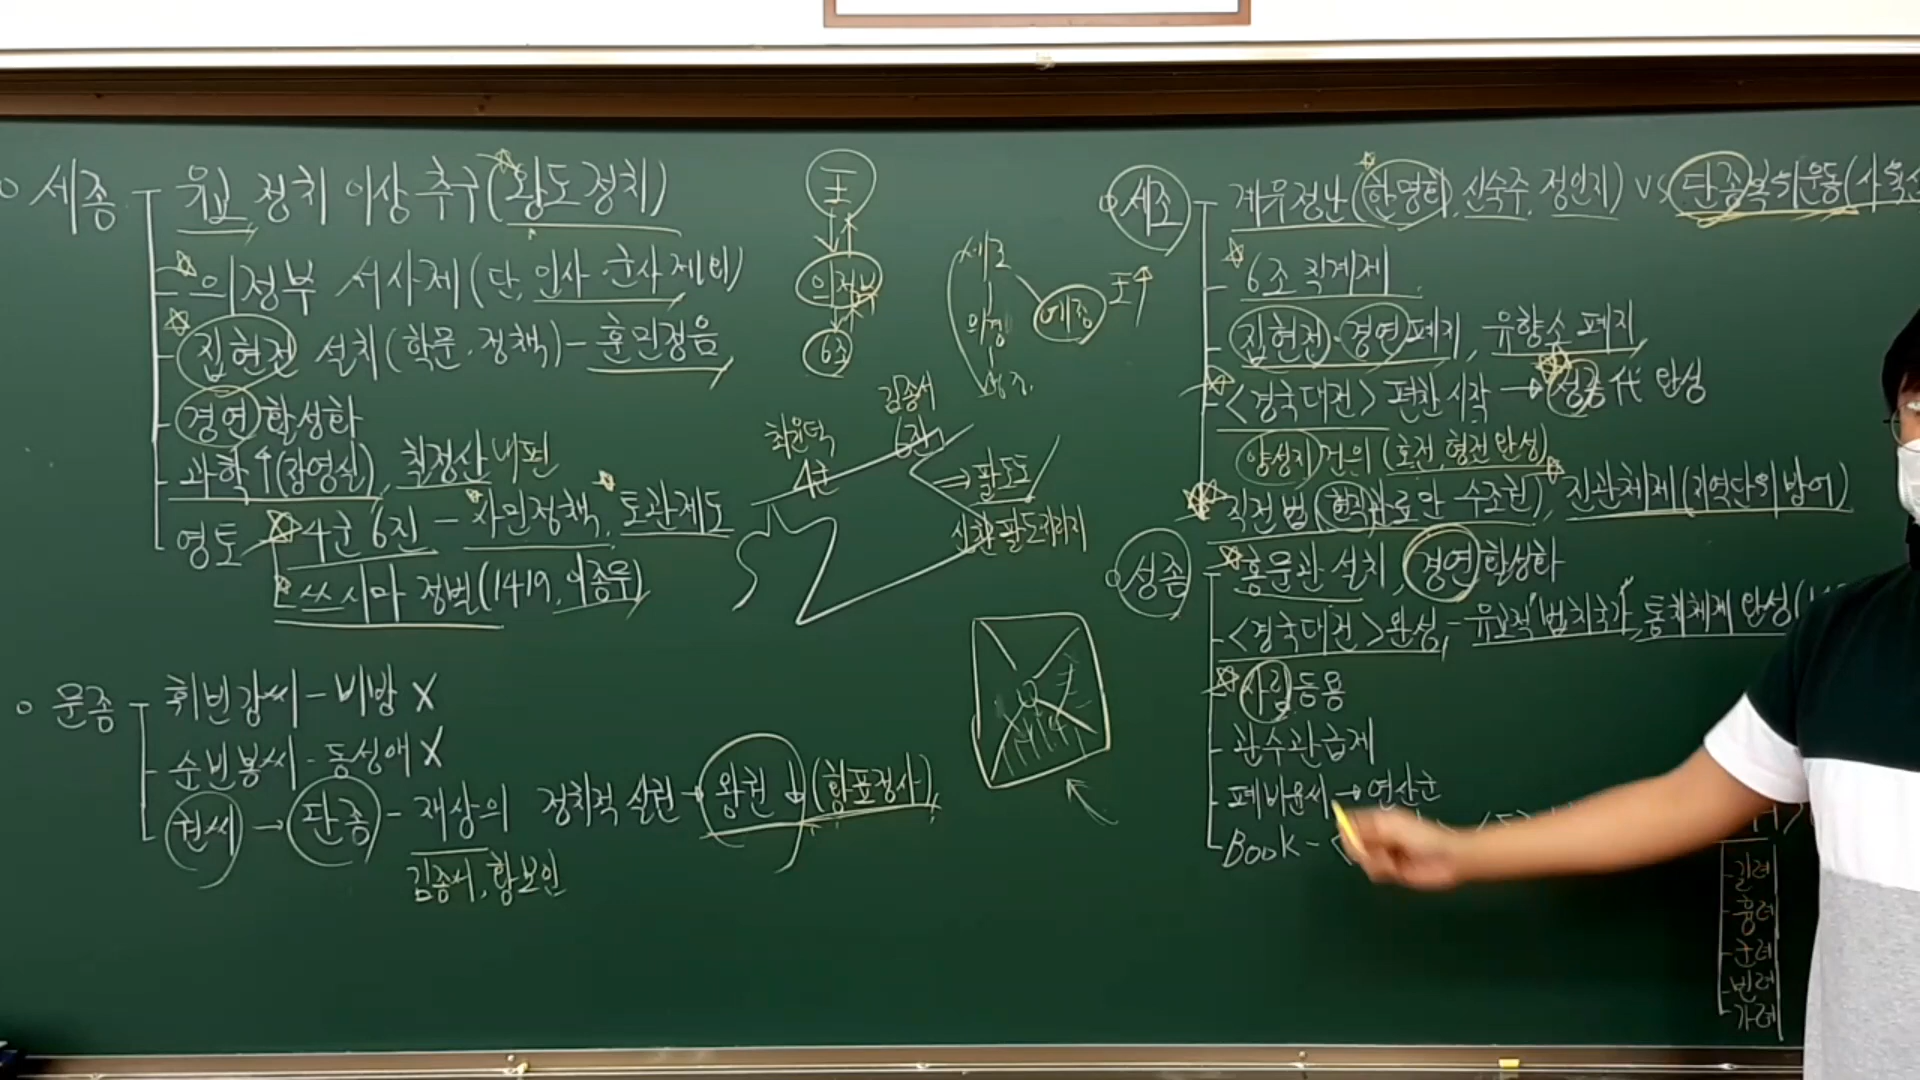 세종 유교 정치 이상 추구(왕도정치)
의정부 서사제(단, 인사·군사 제외)
집현전 설치(학문·정책) - 훈민정음
경연 활성화
과학↑(장영실), 칠정산 내편
영토 4군 6진 - 사민정책, 토관제도
쓰시마 정벌(1419, 이종무)
문종 휘빈김씨 - 비방 X
순빈봉씨 - 동성애 X
권씨 → 단종 - 재상의 정치적 실권 → 왕권↓(황표정사)
김종서, 황보인
王
의정부
6조
세조
의경
예종
王↑
최윤덕
4군
김종서
6진
⇒ 팔도도
신찬팔도지리지
세조 계유정난(한명회, 신숙주, 정인지) VS 단종복위운동(사육신
6조 직계제
집현전·경연 폐지, 유향소 폐지
<경국대전> 편찬 시작 → 성종代 완성
양성지 건의 (호전, 형전 완성)
직전법(현직관료만 수조권), 진관체제(지역단위 방어)
성종 홍문관 설치, 경연 활성화
<경국대전> 완성 - 유교적 "법치국가" 통치체제 완성(
사림등용
관수관급제
폐비윤씨 → 연산군
Book - <
길례
흉례
군례
빈례
가례